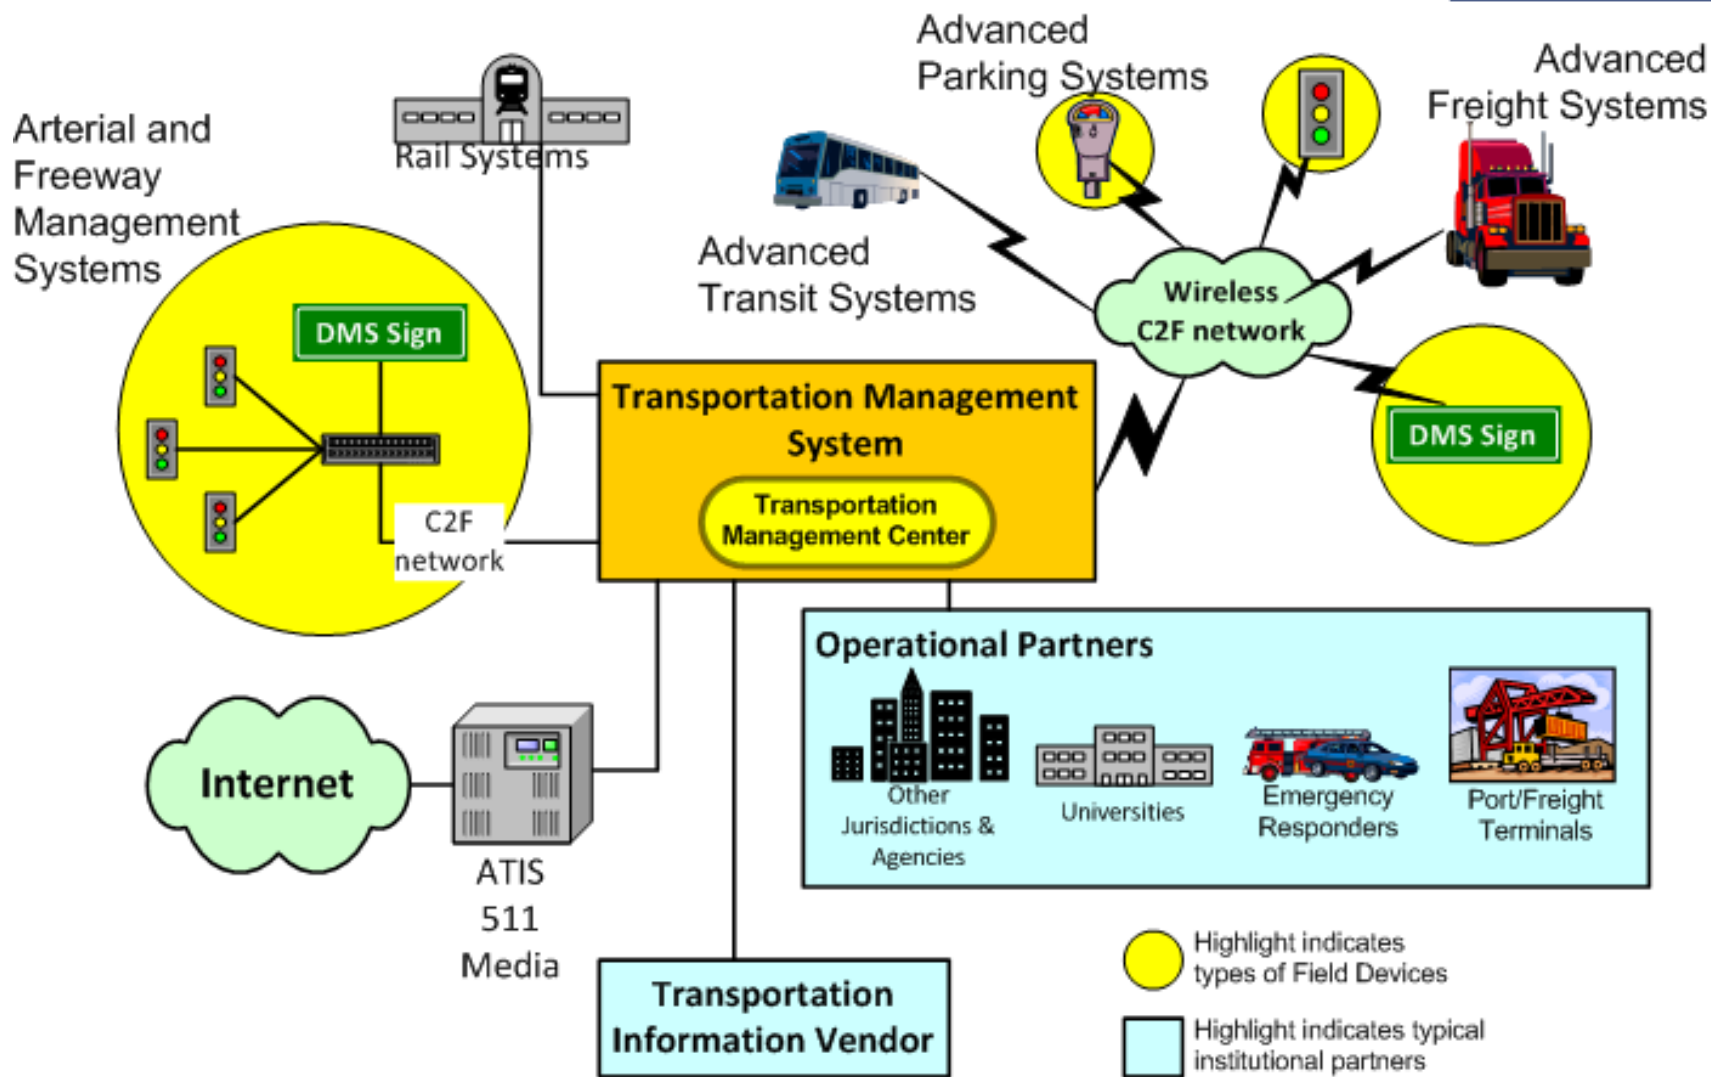 Advanced
Parking Systems
Advanced
Freight Systems
Arterial and
Freeway
Management
Systems
Rail Systems
Advanced
Transit Systems
Wireless
C2F network
DMS Sign
DMS Sign
C2F
network
Transportation Management
System
Transportation
Management Center
Operational Partners
Other
Jurisdictions &
Agencies
Universities
Emergency
Responders
Port/Freight
Terminals
Internet
ATIS
511
Media
Transportation
Information Vendor
Highlight indicates
types of Field Devices
Highlight indicates typical
institutional partners